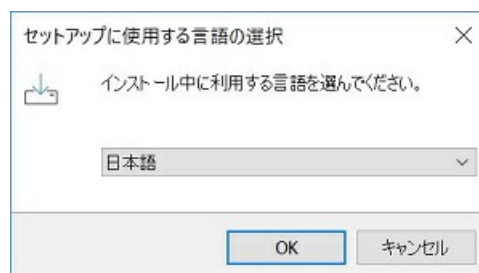 セットアップに使用する言語の選択
インストール中に利用する言語を選んでください。
日本語
OK
キャンセル